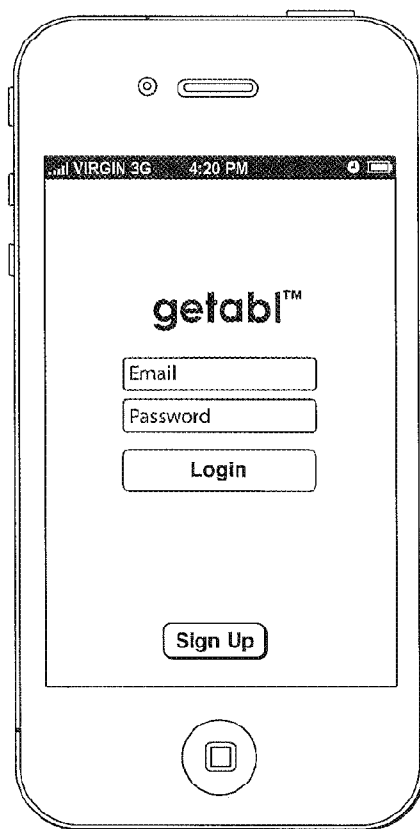 VIRGIN 3G 4:20 PM
getabl™
Email
Password
Login
Sign Up